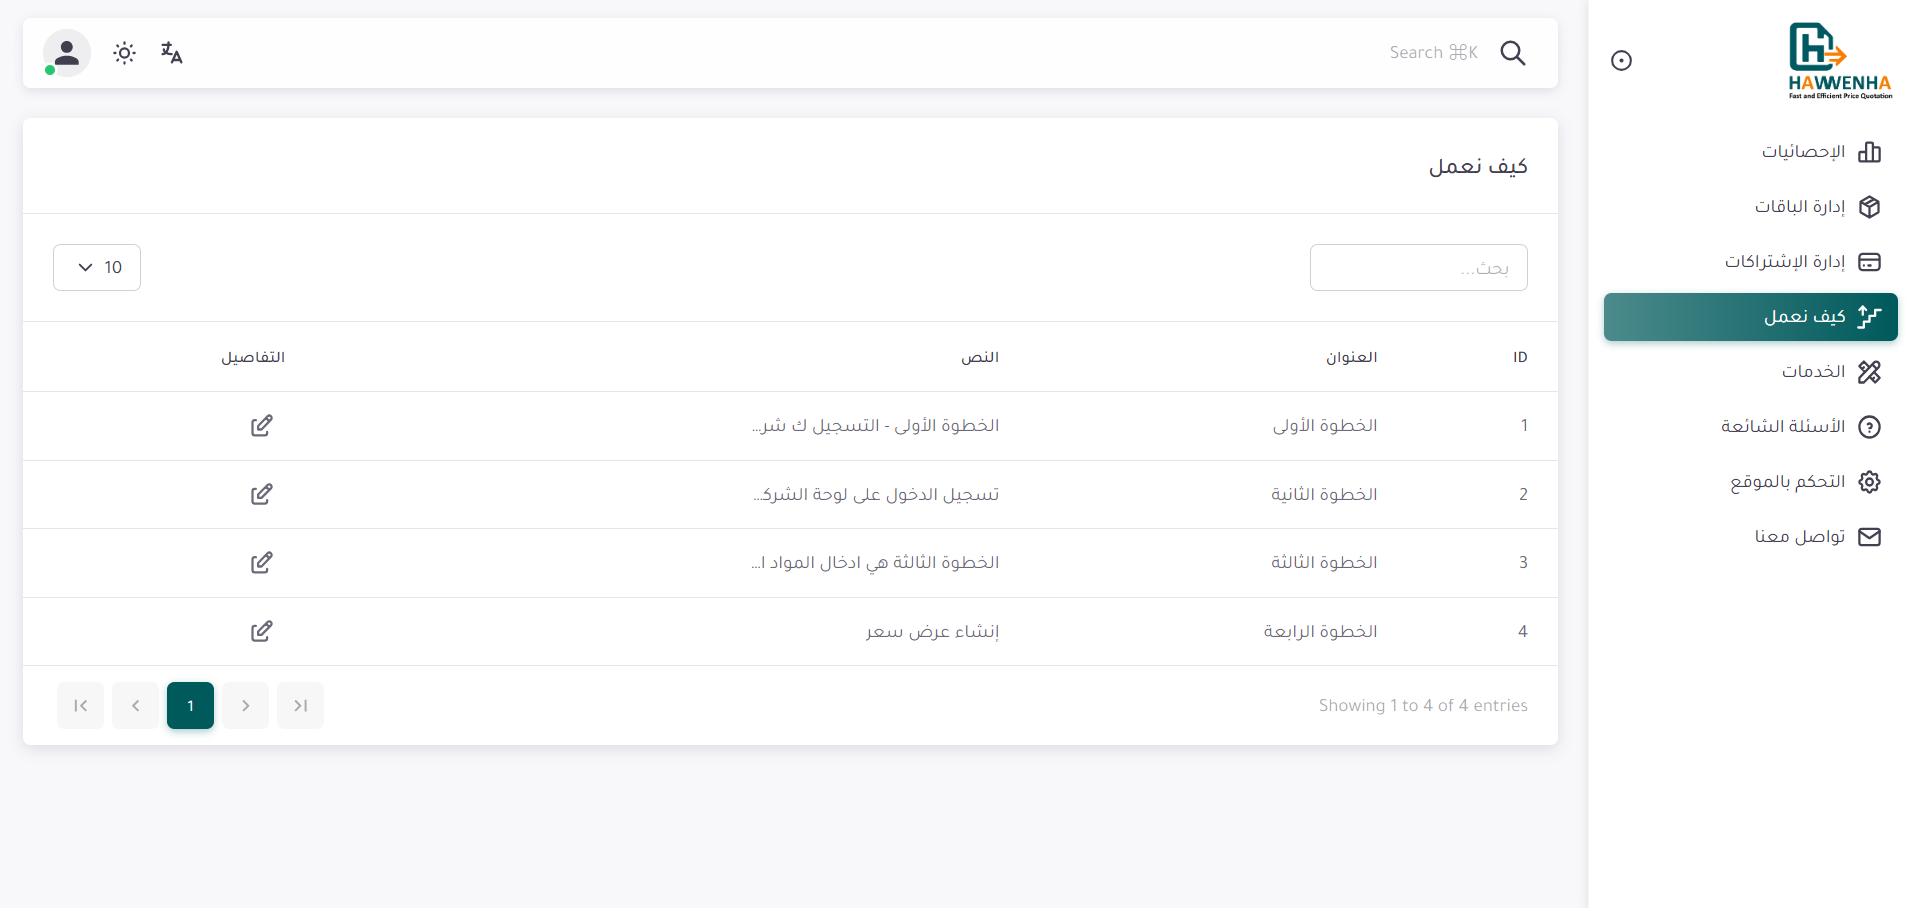 HAWWENHA
Fast and Efficient Price Quotation
الإحصائيات
إدارة الباقات
إدارة الإشتراكات
كيف نعمل
الخدمات
الأسئلة الشائعة
التحكم بالموقع
تواصل معنا
Search ⌘K
كيف نعمل
بحث...
10
ID العنوان النص التفاصيل
1 الخطوة الأولى الخطوة الأولى - التسجيل ك شر...
2 الخطوة الثانية تسجيل الدخول على لوحة الشرك...
3 الخطوة الثالثة الخطوة الثالثة هي ادخال المواد ا...
4 الخطوة الرابعة إنشاء عرض سعر
Showing 1 to 4 of 4 entries
1